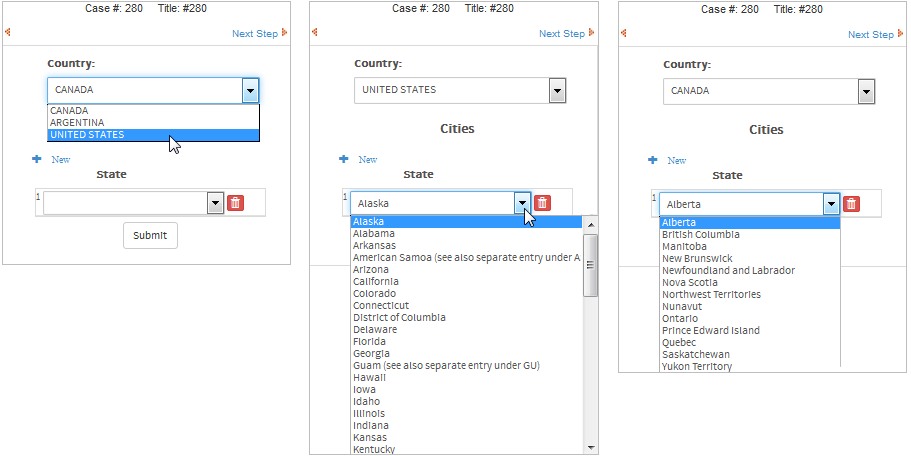 Case #: 280 Title: #280
Next Step
Country:
CANADA
CANADA
ARGENTINA
UNITED STATES
New
State
1
Submit
Case #: 280 Title: #280
Next Step
Country:
UNITED STATES
Cities
New
State
1 Alaska
Alaska
Alabama
Arkansas
American Samoa (see also separate entry under A
Arizona
California
Colorado
Connecticut
District of Columbia
Delaware
Florida
Georgia
Guam (see also separate entry under GU)
Hawaii
Iowa
Idaho
Illinois
Indiana
Kansas
Kentucky
Case #: 280 Title: #280
Next Step
Country:
CANADA
Cities
New
State
1 Alberta
Alberta
British Columbia
Manitoba
New Brunswick
Newfoundland and Labrador
Nova Scotia
Northwest Territories
Nunavut
Ontario
Prince Edward Island
Quebec
Saskatchewan
Yukon Territory